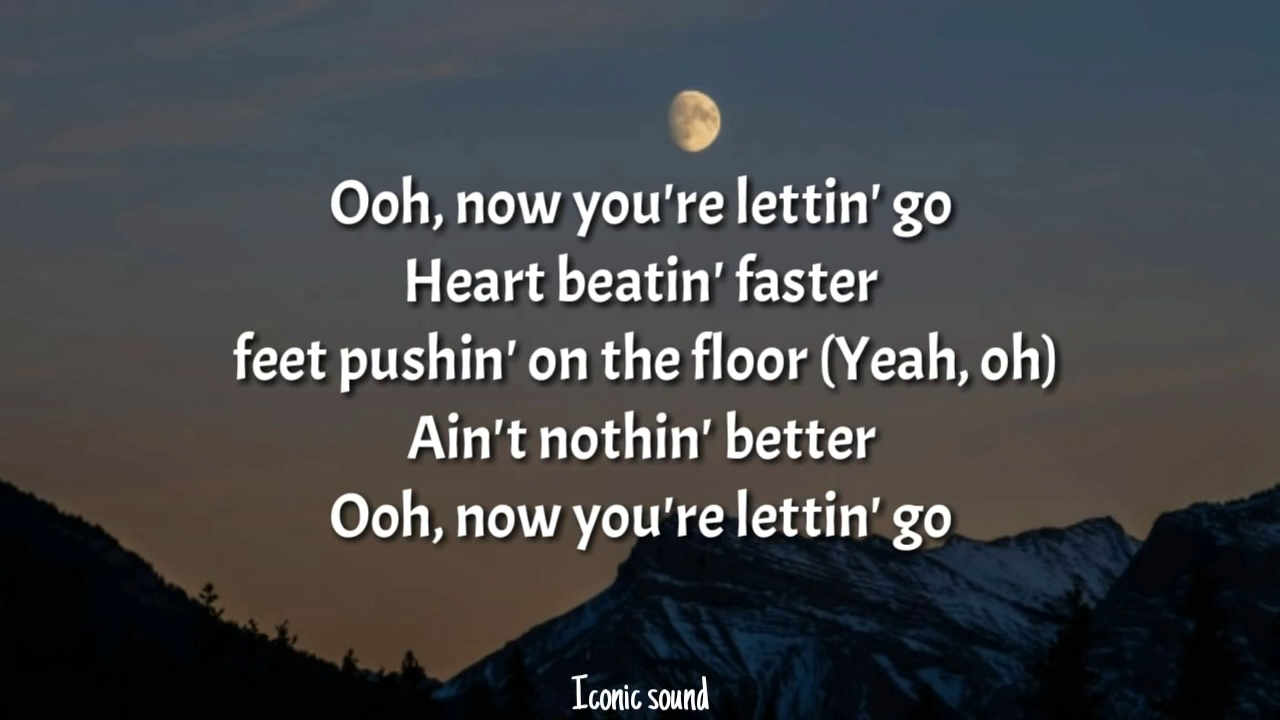 Ooh, now you're lettin' go
Heart beatin' faster
feet pushin' on the floor (Yeah, oh)
Ain't nothin' better
Ooh, now you're lettin' go
Iconic sound